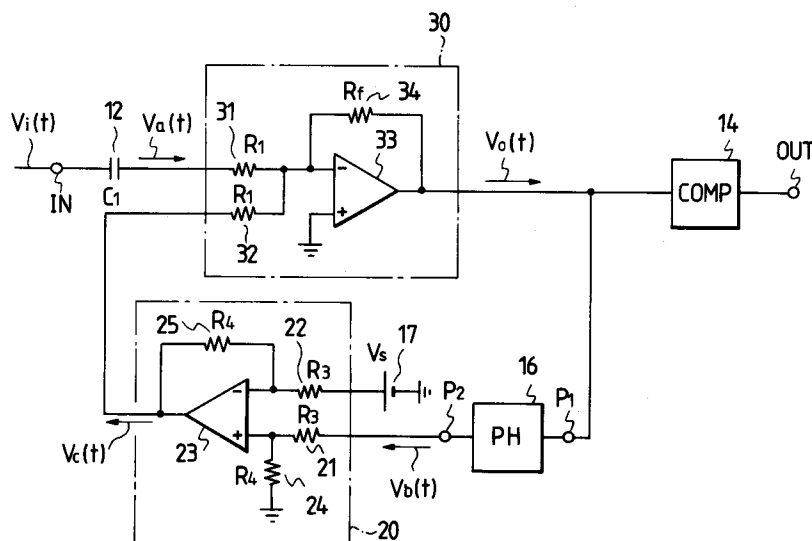 30
Rf 34
12
31
14
Vi(t)
Va(t)
R1
33
Vo(t)
OUT
IN
C1
R1
COMP
32
25 R4
22
Vs
17
R3
16
P2
P1
R3
PH
Vc(t)
23
21
Vb(t)
R4
24
20